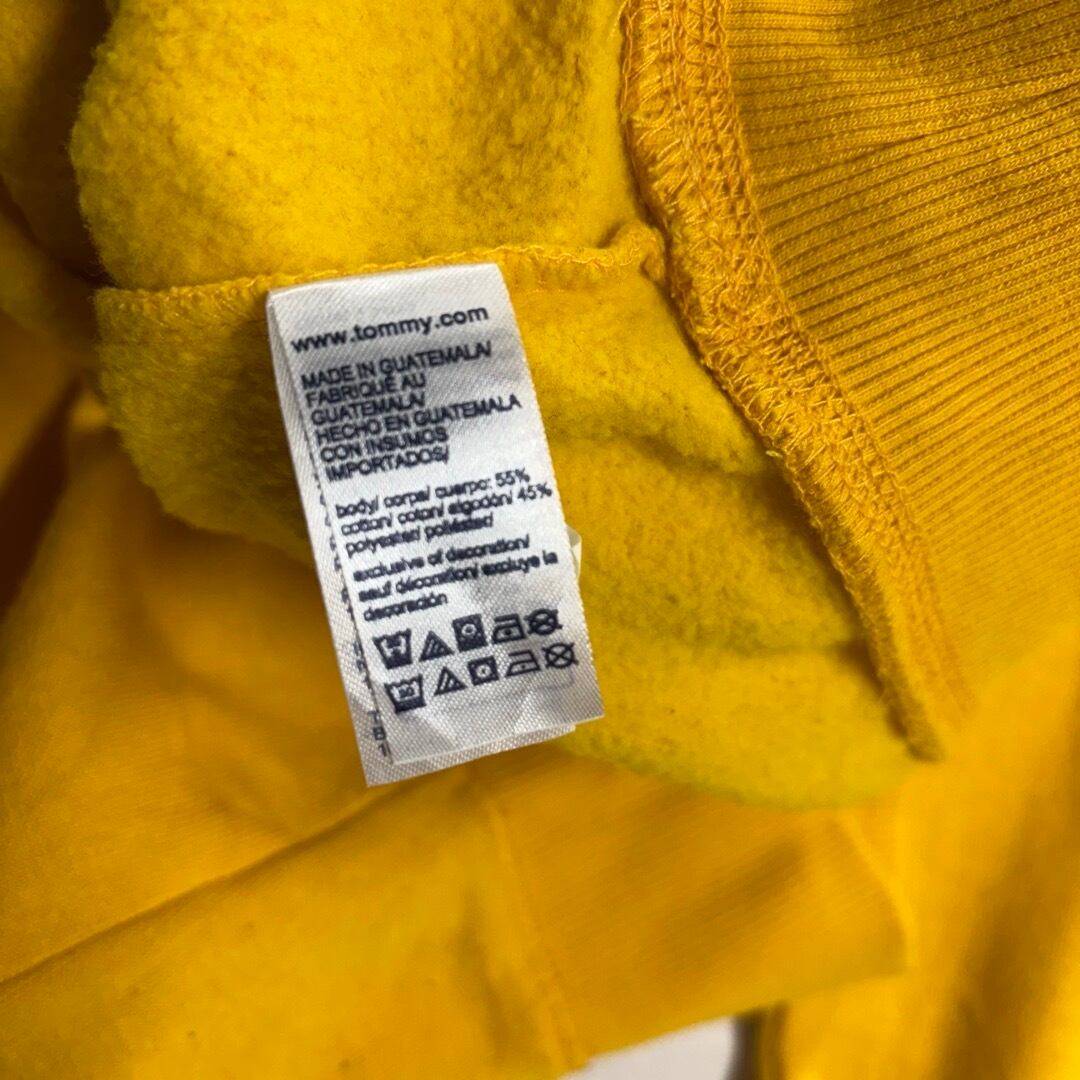 www.tommy.com
MADE IN GUATEMALA/
FABRIQUÉ AU
GUATEMALA/
HECHO EN GUATEMALA
CON INSUMOS
IMPORTADOS/
body/ corps/ cuerpo: 55%
cotton/ coton/ algodón/ 45%
polyester/ poliéster/
exclusive of decoration/
sauf décoration/ excluye la
decoración